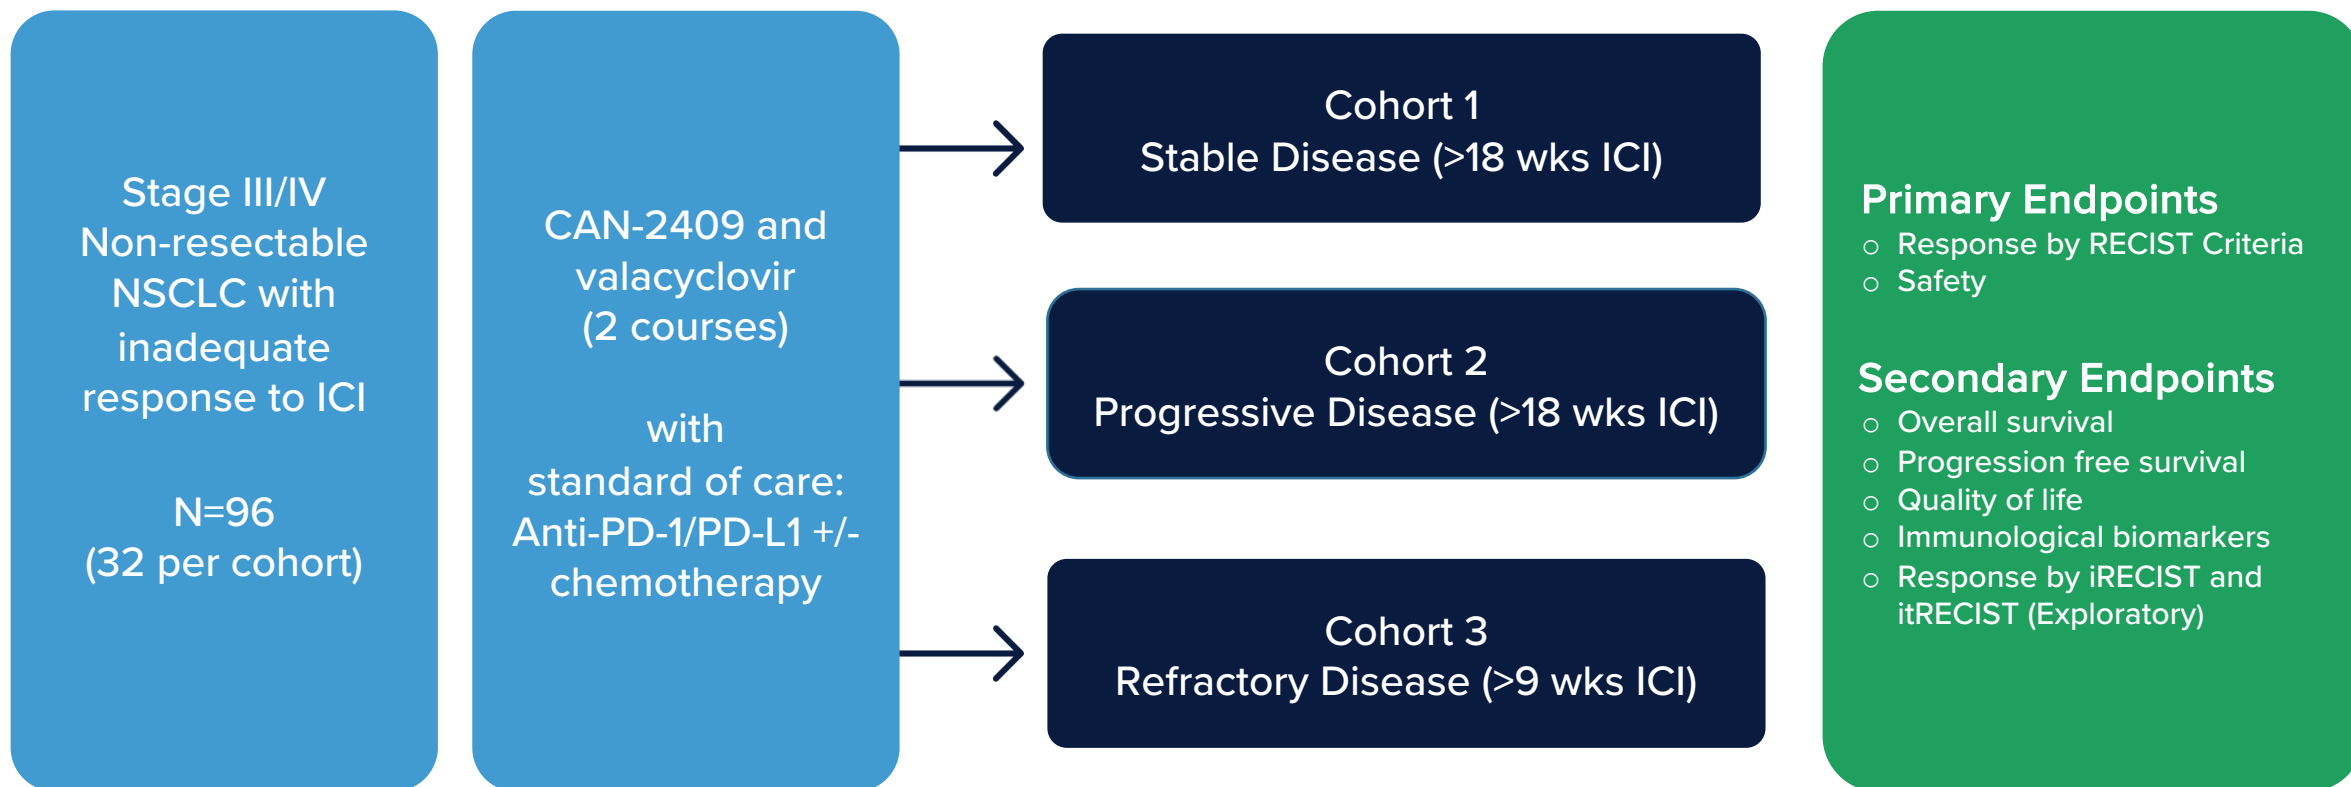 Stage III/IV
Non-resectable
NSCLC with
inadequate
response to ICI
N=96
(32 per cohort)
CAN-2409 and
valacyclovir
(2 courses)
with
standard of care:
Anti-PD-1/PD-L1 +/-
chemotherapy
Cohort 1
Stable Disease (>18 wks ICI)
Cohort 2
Progressive Disease (>18 wks ICI)
Cohort 3
Refractory Disease (>9 wks ICI)
Primary Endpoints
○ Response by RECIST Criteria
○ Safety
Secondary Endpoints
○ Overall survival
○ Progression free survival
○ Quality of life
○ Immunological biomarkers
○ Response by iRECIST and
itRECIST (Exploratory)